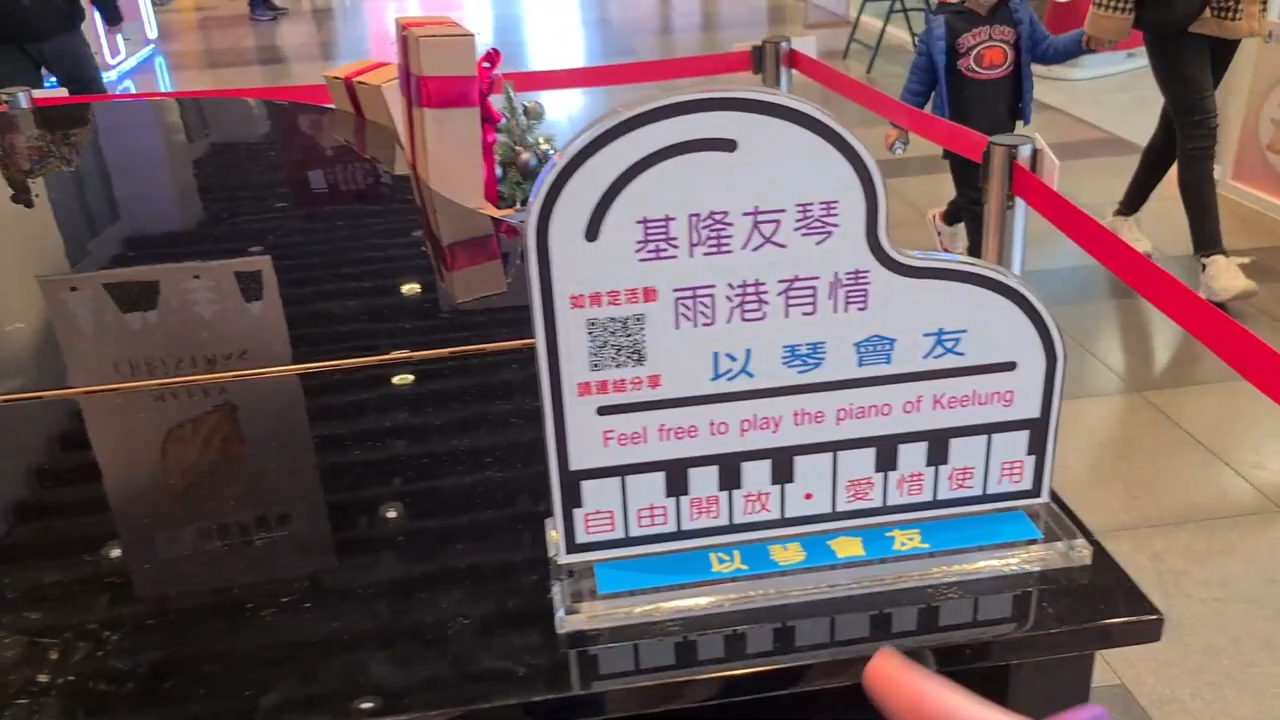 基隆友琴
雨港有情
如肯定活動
請連結分享
以琴會友
Feel free to play the piano of Keelung
自由開放・愛惜使用
以琴會友
STAY OUT